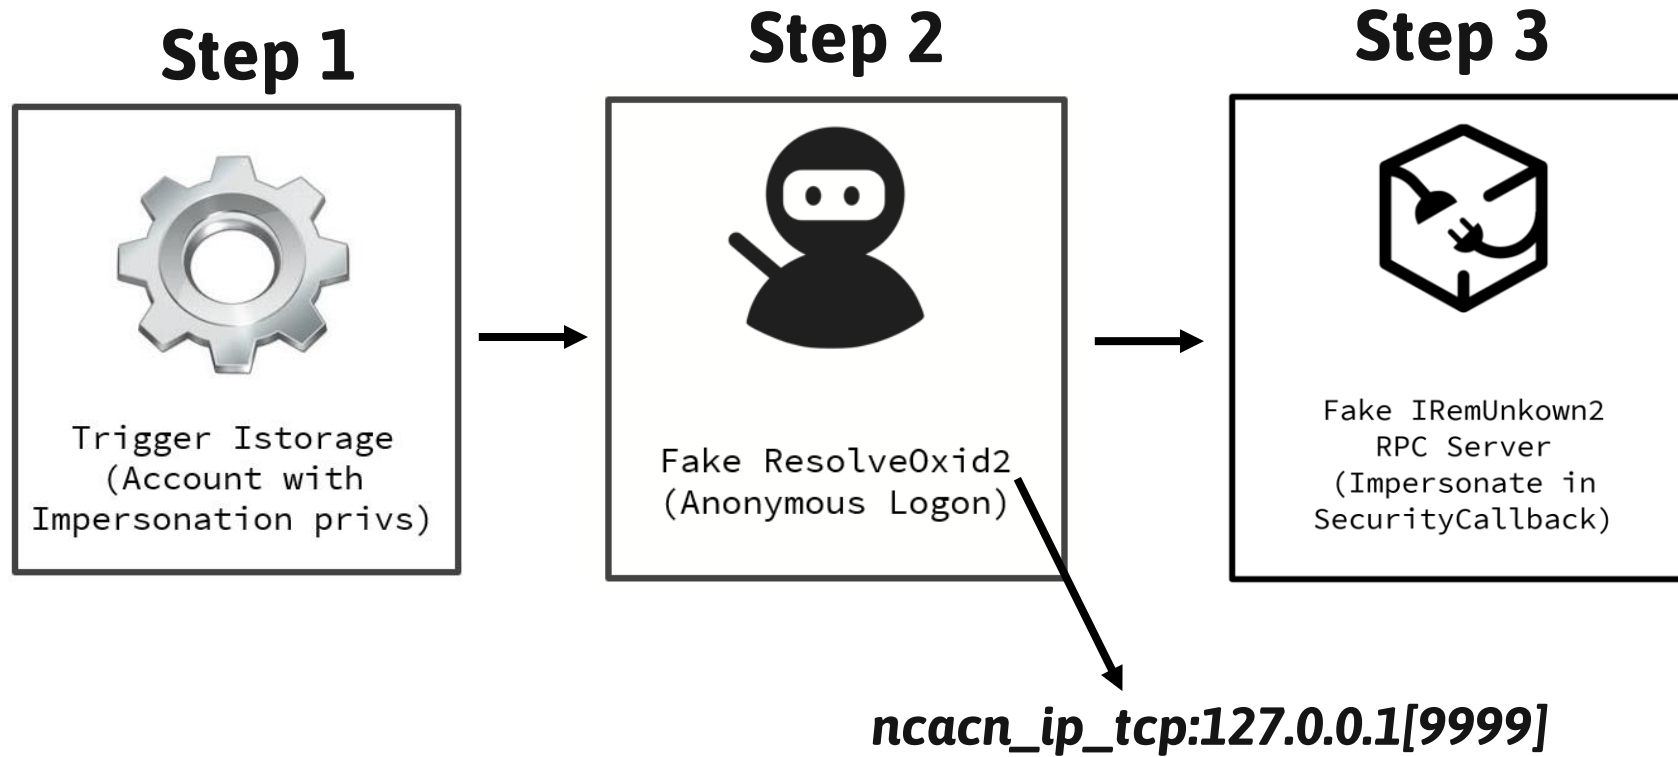 Step 1
Step 2
Step 3
Trigger Istorage
(Account with
Impersonation privs)
Fake ResolveOxid2
(Anonymous Logon)
Fake IRemUnkown2
RPC Server
(Impersonate in
SecurityCallback)
ncacn_ip_tcp:127.0.0.1[9999]